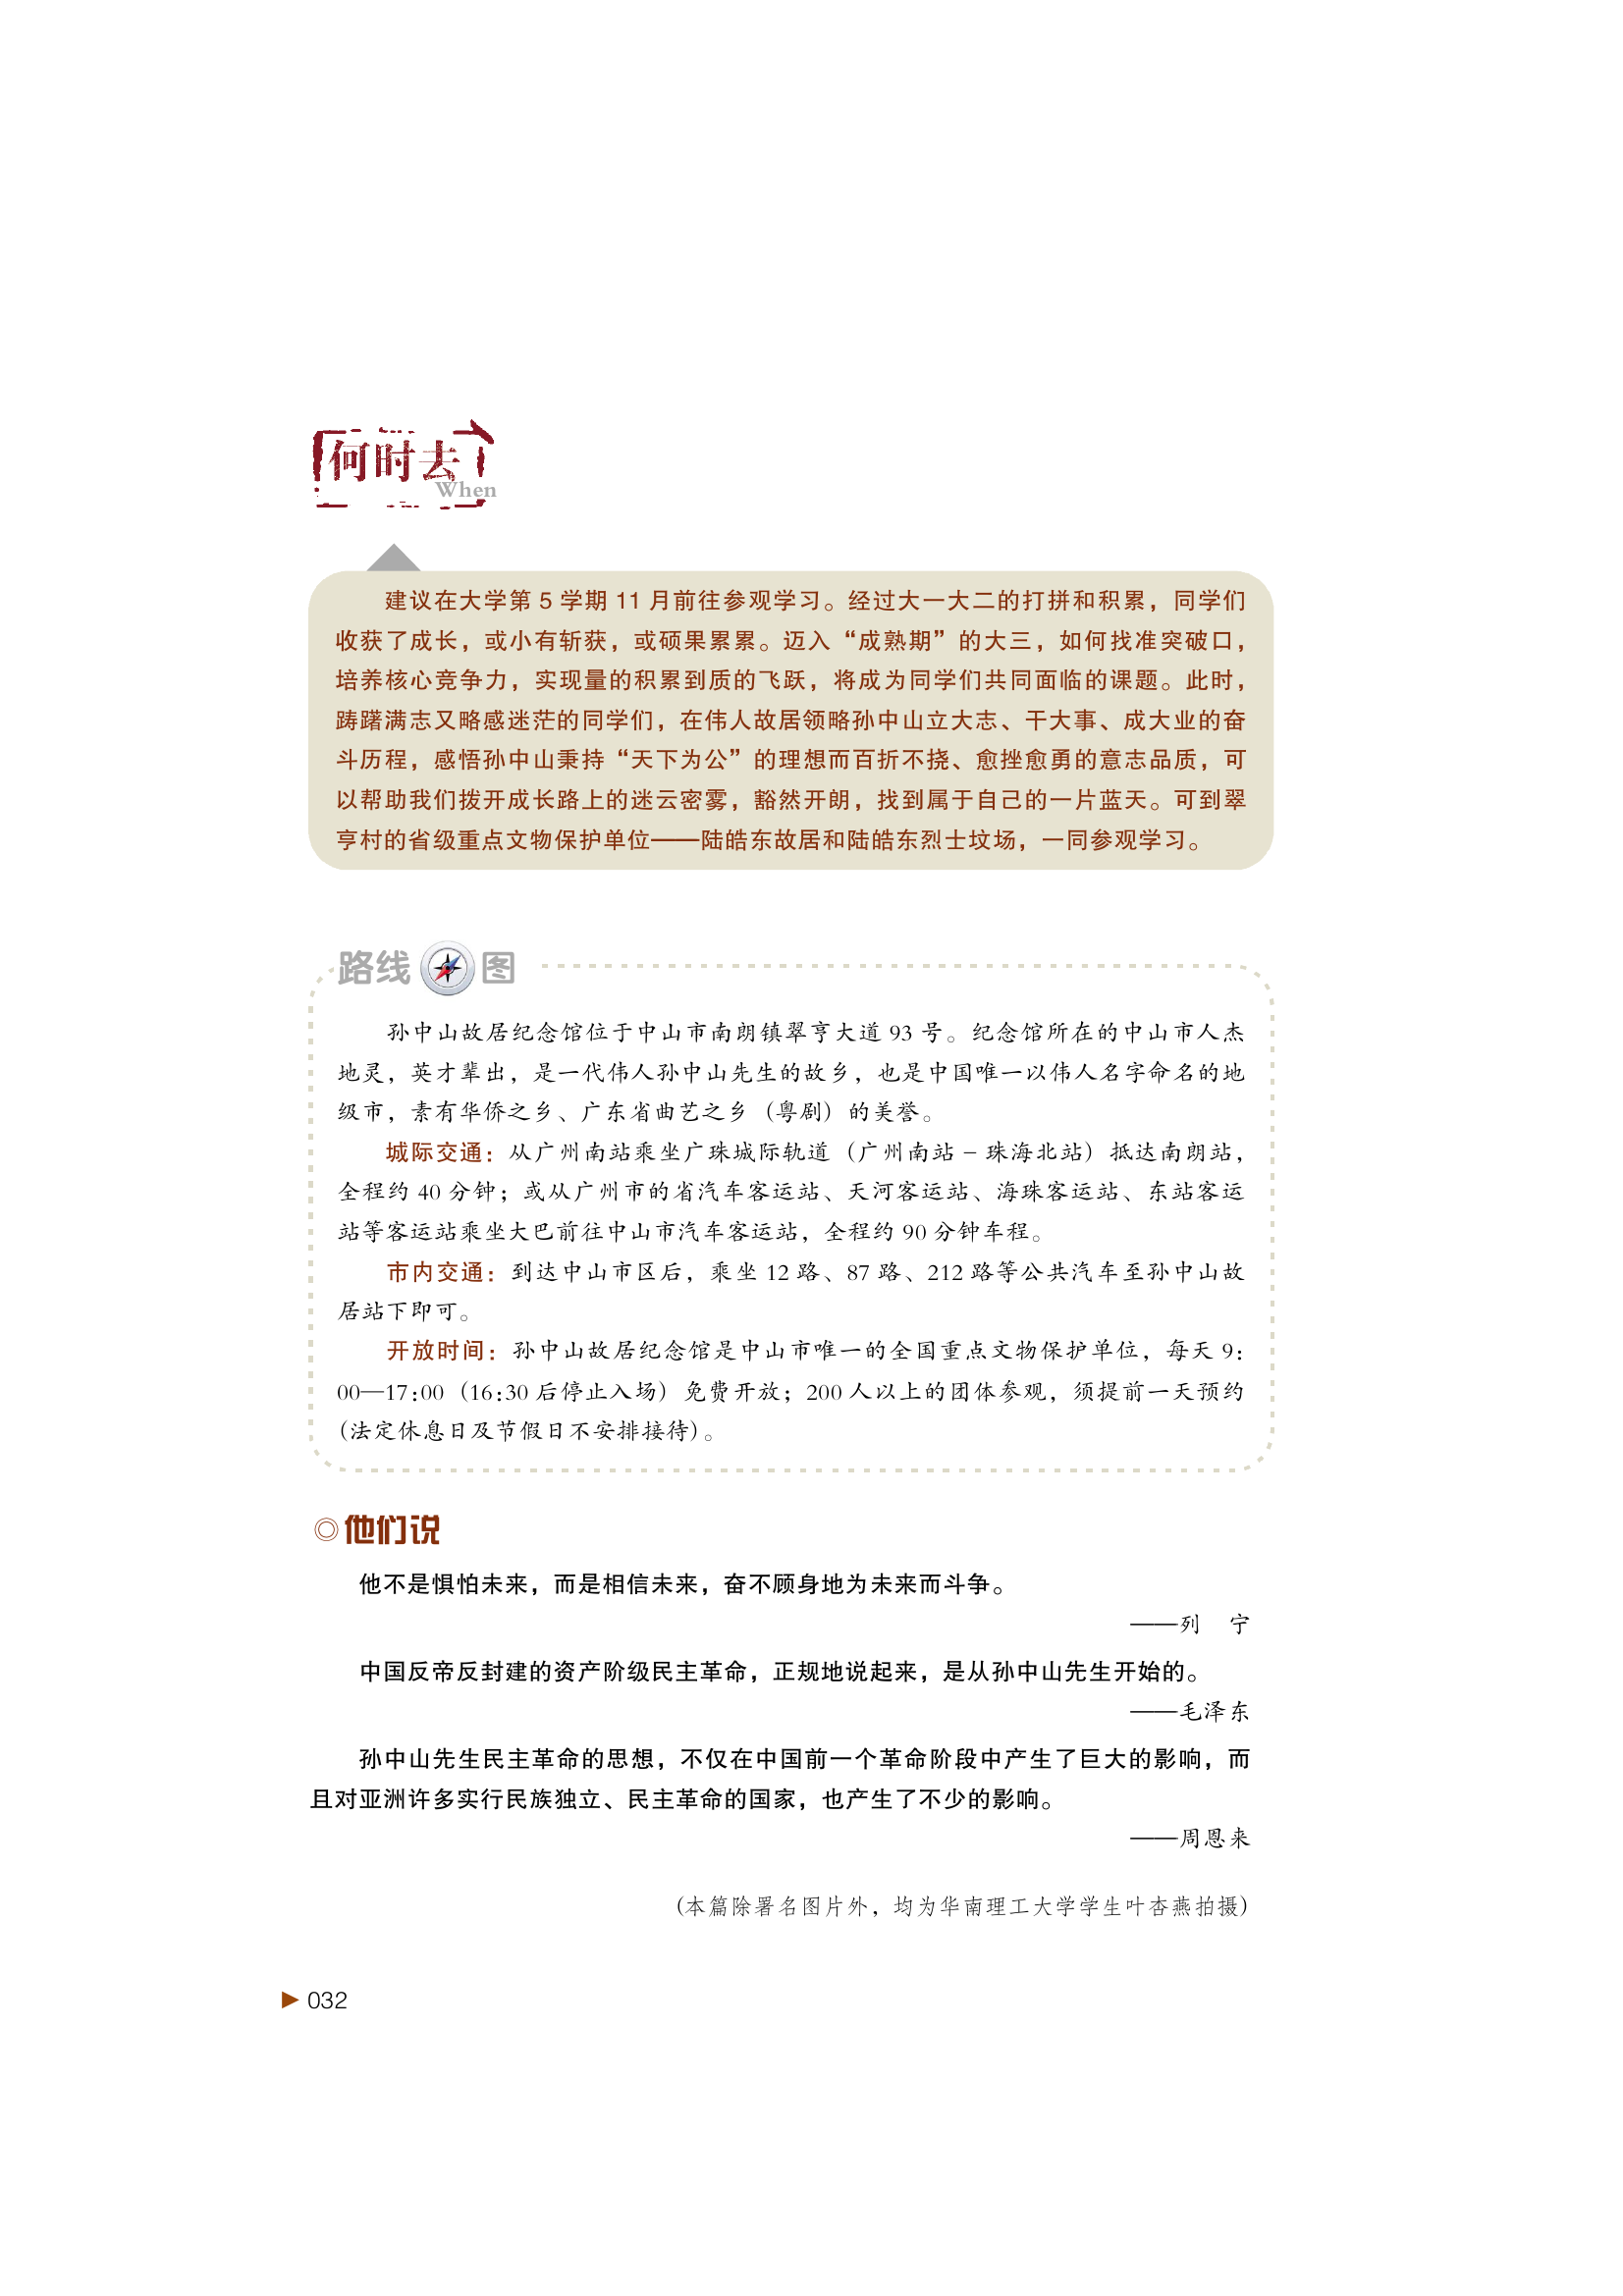 何时去
When
建议在大学第 5 学期 11 月前往参观学习。经过大一大二的打拼和积累，同学们
收获了成长，或小有斩获，或硕果累累。迈入“成熟期”的大三，如何找准突破口，
培养核心竞争力，实现量的积累到质的飞跃，将成为同学们共同面临的课题。此时，
踌躇满志又略感迷茫的同学们，在伟人故居领略孙中山立大志、干大事、成大业的奋
斗历程，感悟孙中山秉持“天下为公”的理想而百折不挠、愈挫愈勇的意志品质，可
以帮助我们拨开成长路上的迷云密雾，豁然开朗，找到属于自己的一片蓝天。可到翠
亨村的省级重点文物保护单位——陆皓东故居和陆皓东烈士坟场，一同参观学习。
路线图
孙中山故居纪念馆位于中山市南朗镇翠亨大道 93 号。纪念馆所在的中山市人杰
地灵，英才辈出，是一代伟人孙中山先生的故乡，也是中国唯一以伟人名字命名的地
级市，素有华侨之乡、广东省曲艺之乡（粤剧）的美誉。
城际交通：从广州南站乘坐广珠城际轨道（广州南站 – 珠海北站）抵达南朗站，
全程约 40 分钟；或从广州市的省汽车客运站、天河客运站、海珠客运站、东站客运
站等客运站乘坐大巴前往中山市汽车客运站，全程约 90 分钟车程。
市内交通：到达中山市区后，乘坐 12 路、87 路、212 路等公共汽车至孙中山故
居站下即可。
开放时间：孙中山故居纪念馆是中山市唯一的全国重点文物保护单位，每天 9:
00—17:00（16:30 后停止入场）免费开放；200 人以上的团体参观，须提前一天预约
（法定休息日及节假日不安排接待）。
◎他们说
他不是惧怕未来，而是相信未来，奋不顾身地为未来而斗争。
——列　宁
中国反帝反封建的资产阶级民主革命，正规地说起来，是从孙中山先生开始的。
——毛泽东
孙中山先生民主革命的思想，不仅在中国前一个革命阶段中产生了巨大的影响，而
且对亚洲许多实行民族独立、民主革命的国家，也产生了不少的影响。
——周恩来
(本篇除署名图片外，均为华南理工大学学生叶杏燕拍摄)
▶ 032